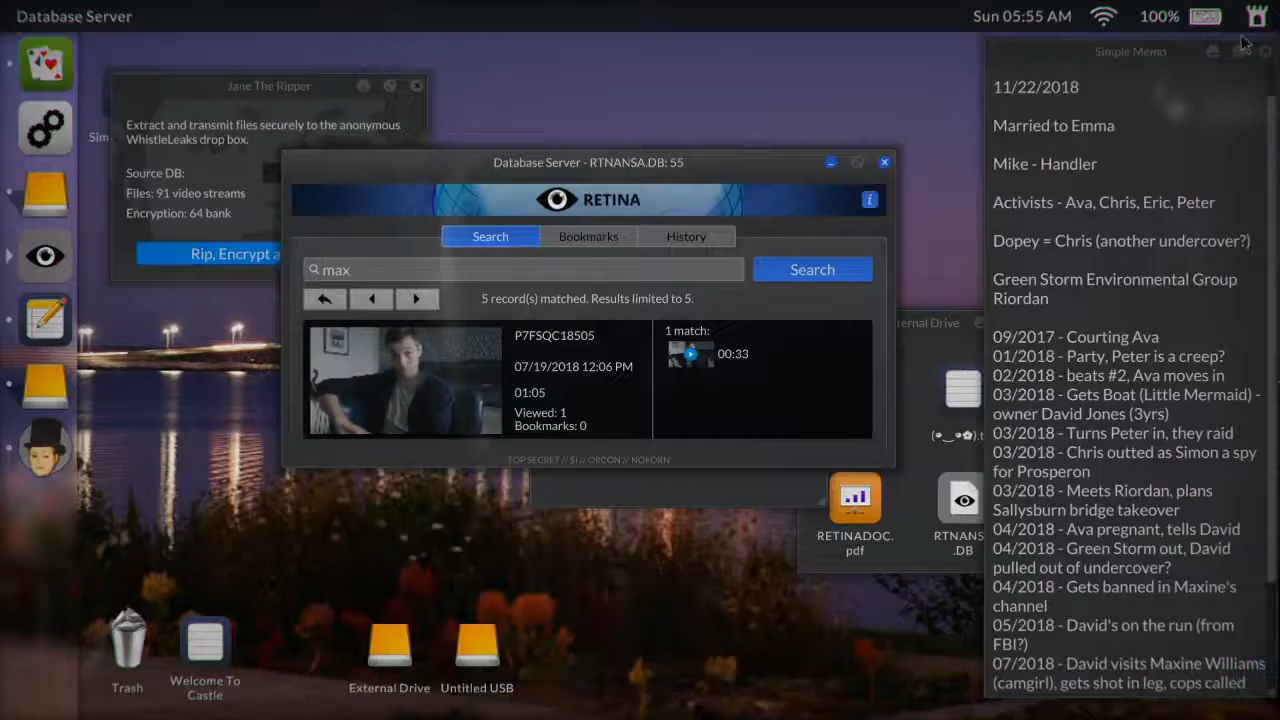 Database Server
Sun 05:55 AM
100%
Simple Memo
11/22/2018
Married to Emma
Mike - Handler
Activists - Ava, Chris, Eric, Peter
Dopey = Chris (another undercover?)
Green Storm Environmental Group
Riordan
09/2017 - Courting Ava
01/2018 - Party, Peter is a creep?
02/2018 - beats #2, Ava moves in
03/2018 - Gets Boat (Little Mermaid) -
owner David Jones (3yrs)
03/2018 - Turns Peter in, they raid
03/2018 - Chris outted as Simon a spy
for Prosperon
03/2018 - Meets Riordan, plans
Sallysburn bridge takeover
04/2018 - Ava pregnant, tells David
04/2018 - Green Storm out, David
pulled out of undercover?
04/2018 - Gets banned in Maxine's
channel
05/2018 - David's on the run (from
FBI?)
07/2018 - David visits Maxine Williams
(camgirl), gets shot in leg, cops called
Jane The Ripper
Sim
Extract and transmit files securely to the anonymous
WhistleLeaks drop box.
Source DB:
Files: 91 video streams
Encryption: 64 bank
Rip, Encrypt a
Database Server - RTNANSA.DB: 55
RETINA
i
Search
Bookmarks
History
max
Search
5 record(s) matched. Results limited to 5.
P7FSQC18505
07/19/2018 12:06 PM
01:05
Viewed: 1
Bookmarks: 0
1 match:
00:33
TOP SECRET // SI // ORCON // NOFORN
ernal Drive
RETINADOC.
pdf
RTNANS
.DB
Trash
Welcome To
Castle
External Drive
Untitled USB